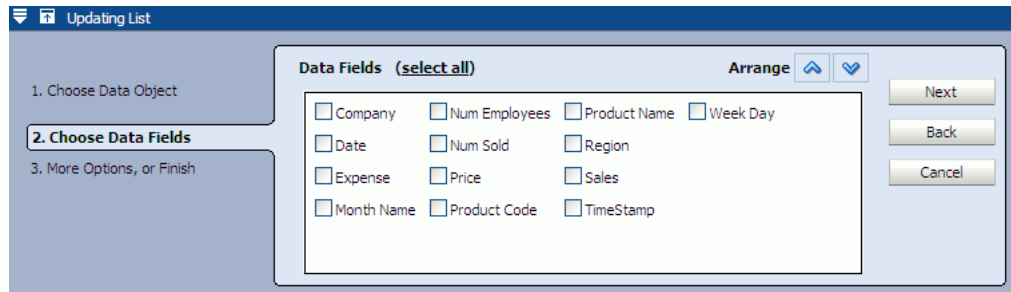 Updating List
1. Choose Data Object
2. Choose Data Fields
3. More Options, or Finish
Data Fields (select all) Arrange
Company Num Employees Product Name Week Day
Date Num Sold Region
Expense Price Sales
Month Name Product Code TimeStamp
Next
Back
Cancel